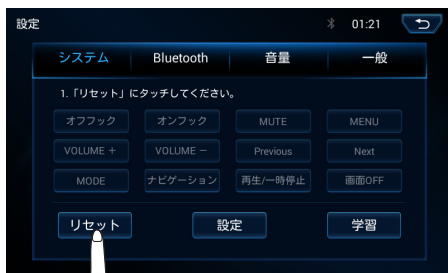 設定 01:21
システム Bluetooth 音量 一般
1.「リセット」にタッチしてください。
オフフック オンフック MUTE MENU
VOLUME + VOLUME － Previous Next
MODE ナビゲーション 再生/一時停止 画面OFF
リセット 設定 学習